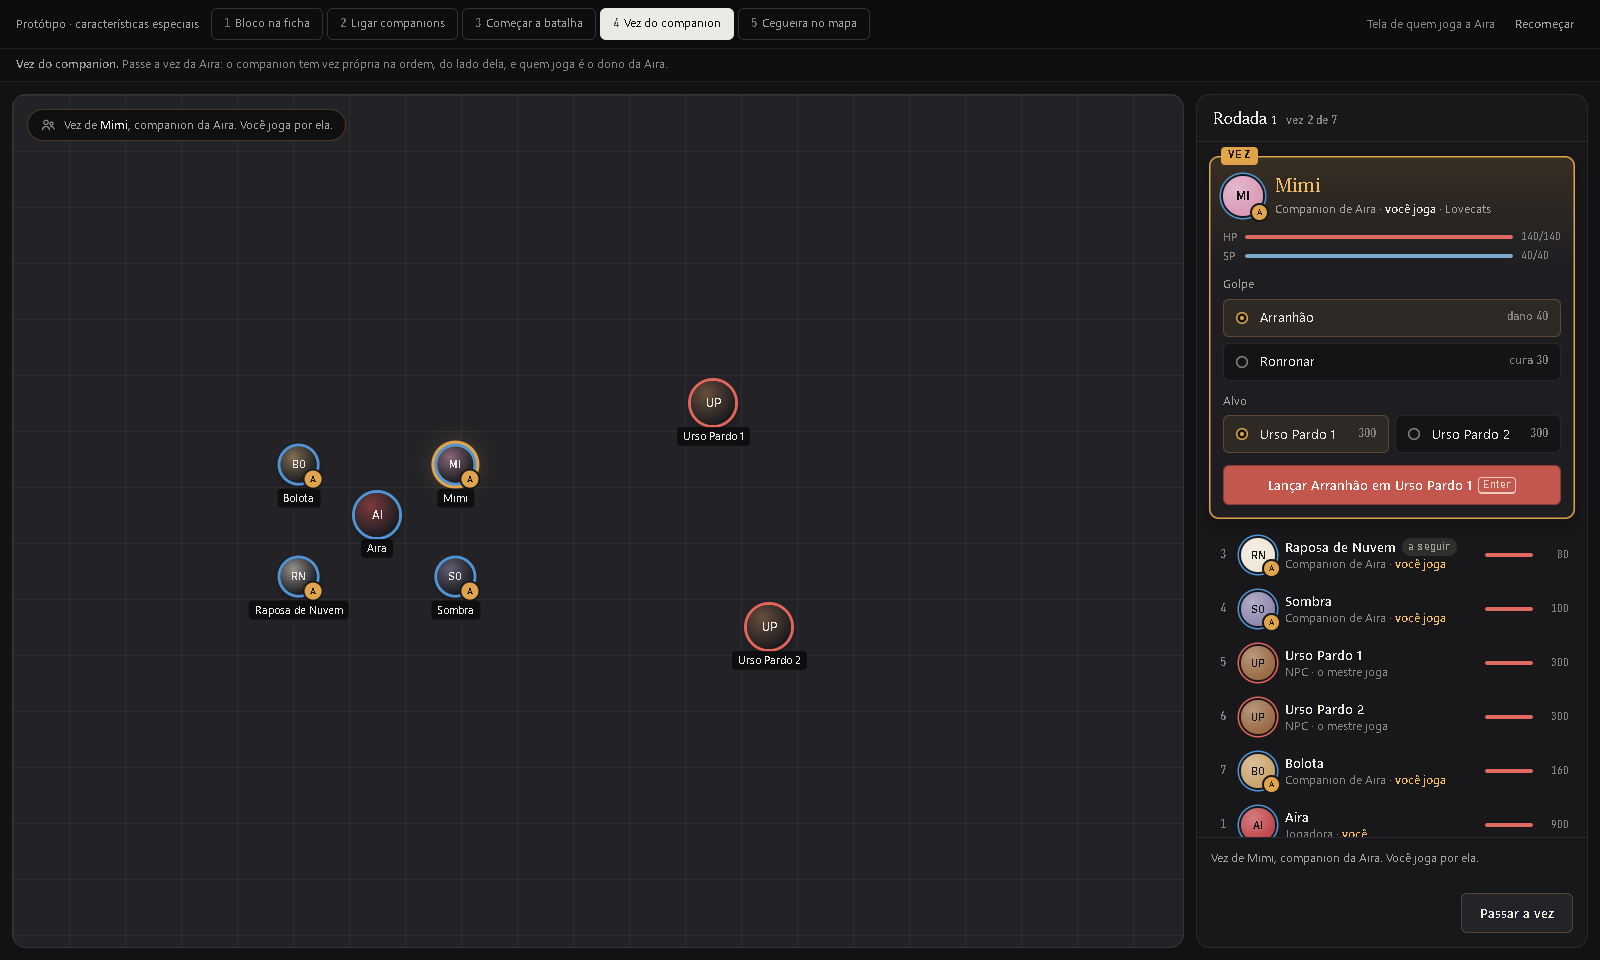 Protótipo · características especiais
1 Bloco na ficha
2 Ligar companions
3 Começar a batalha
4 Vez do companion
5 Cegueira no mapa
Tela de quem joga a Aira
Recomeçar
Vez do companion. Passe a vez da Aira: o companion tem vez própria na ordem, do lado dela, e quem joga é o dono da Aira.
Vez de Mimi, companion da Aira. Você joga por ela.
UP
Urso Pardo 1
BO
A
Bolota
MI
A
Mimi
AI
Aira
RN
A
Raposa de Nuvem
SO
A
Sombra
UP
Urso Pardo 2
Rodada 1 vez 2 de 7
VEZ
MI
A
Mimi
Companion de Aira · você joga · Lovecats
HP 140/140
SP 40/40
Golpe
Arranhão dano 40
Ronronar cura 30
Alvo
Urso Pardo 1 300
Urso Pardo 2 300
Lançar Arranhão em Urso Pardo 1 Enter
3 RN A Raposa de Nuvem a seguir 80
Companion de Aira · você joga
4 SO A Sombra 100
Companion de Aira · você joga
5 UP Urso Pardo 1 300
NPC · o mestre joga
6 UP Urso Pardo 2 300
NPC · o mestre joga
7 BO A Bolota 160
Companion de Aira · você joga
1 AI Aira 900
Jogadora · você
Vez de Mimi, companion da Aira. Você joga por ela.
Passar a vez